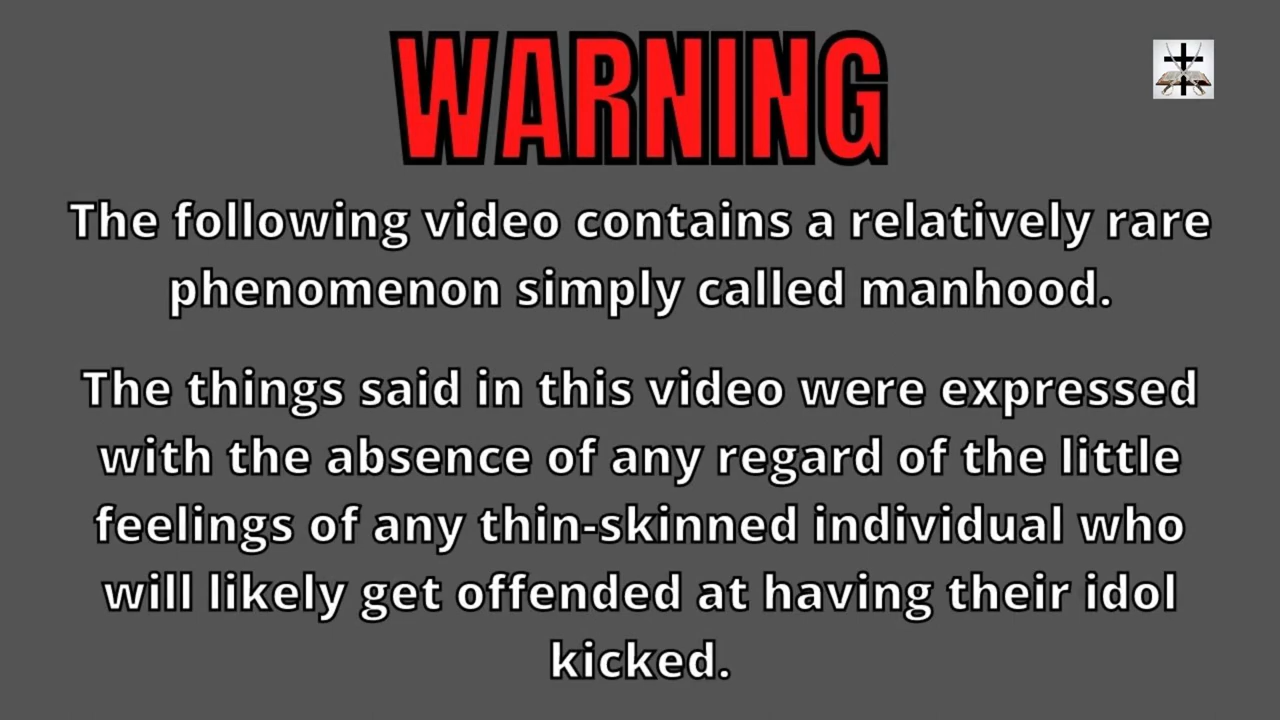 WARNING
The following video contains a relatively rare
phenomenon simply called manhood.
The things said in this video were expressed
with the absence of any regard of the little
feelings of any thin-skinned individual who
will likely get offended at having their idol
kicked.